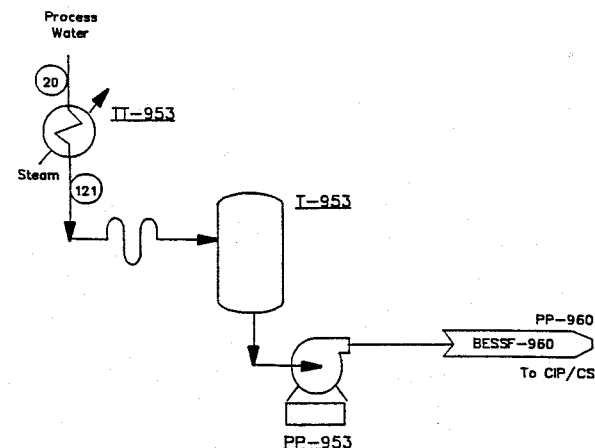 Process
Water
20
TT-953
Steam
121
T-953
PP-960
BESSF-960
To CIP/CS
PP-953